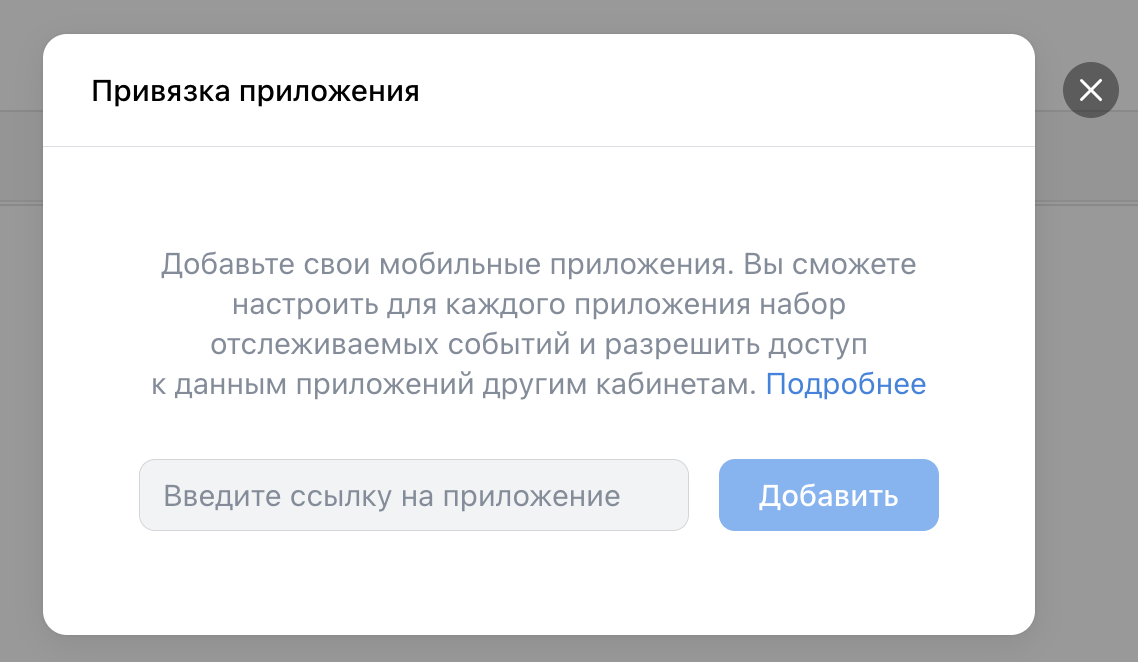 Привязка приложения
Добавьте свои мобильные приложения. Вы сможете
настроить для каждого приложения набор
отслеживаемых событий и разрешить доступ
к данным приложений другим кабинетам. Подробнее
Введите ссылку на приложение
Добавить